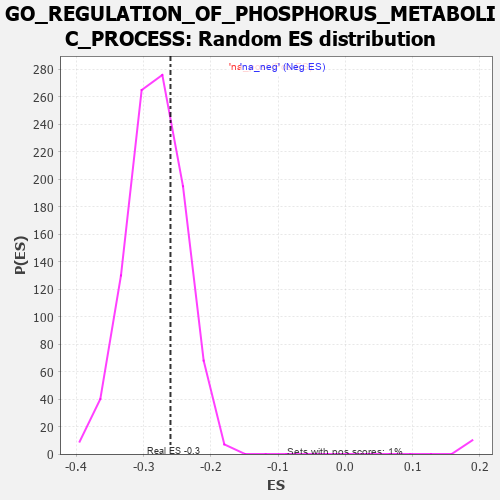 GO_REGULATION_OF_PHOSPHORUS_METABOLI
C_PROCESS: Random ES distribution
'na_neg' (Neg ES)
280
260
240
220
200
180
160
140
120
100
80
60
40
20
0
P(ES)
Real ES -0.3
Sets with pos scores: 1%
-0.4 -0.3 -0.2 -0.1 0.0 0.1 0.2
ES